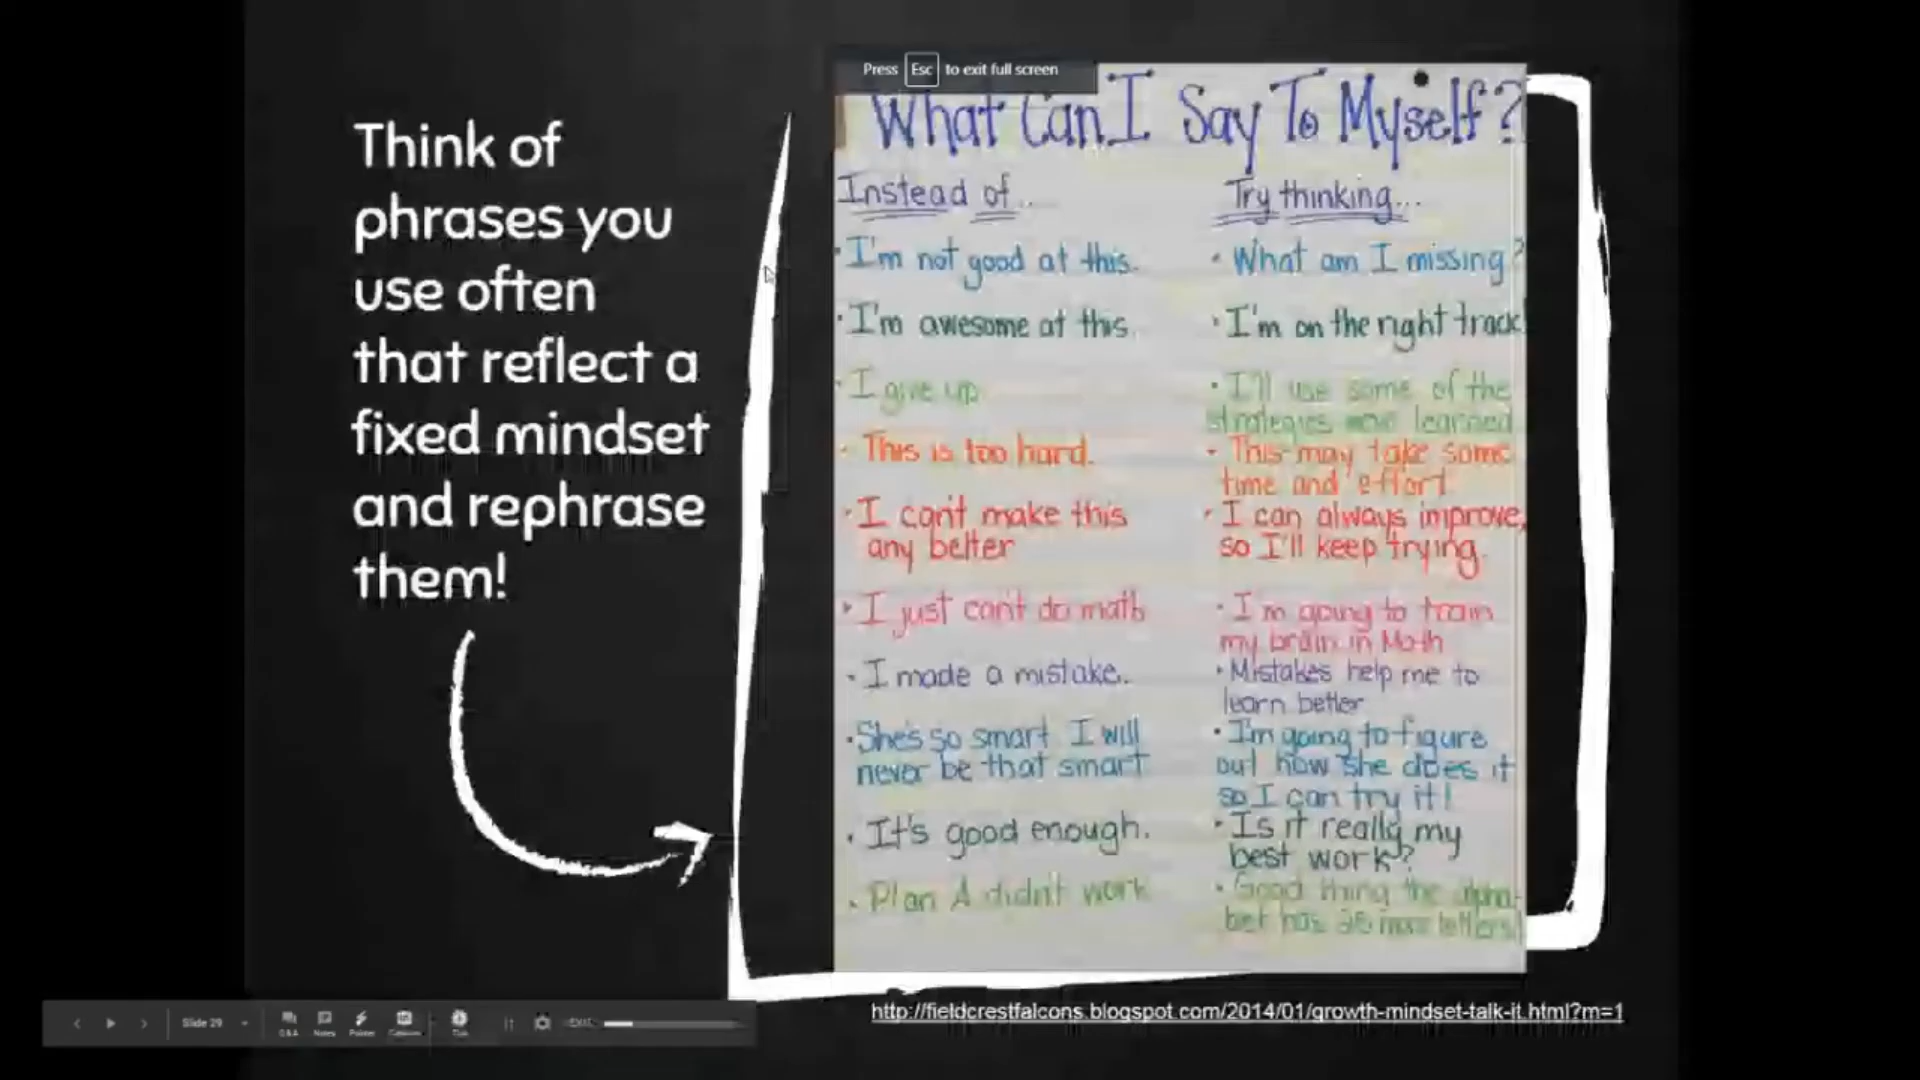 Press Esc to exit full screen
Think of
phrases you
use often
that reflect a
fixed mindset
and rephrase
them!
What Can I Say To Myself?
Instead of...
Try thinking...
· I'm not good at this.
· What am I missing?
· I'm awesome at this.
· I'm on the right track!
· I give up
· I'll use some of the
strategies learned
· This is too hard.
· This may take some
time and effort
· I can't make this
any better
· I can always improve,
so I'll keep trying.
· I just can't do math
· I'm going to train
my brain in Math
· I made a mistake.
· Mistakes help me to
learn better
· She's so smart I will
never be that smart
· I'm going to figure
out how she does it
so I can try it!
· It's good enough.
· Is it really my
best work?
· Plan A didn't work
· Good thing the alpha-
bet has more letters!
http://fieldcrestfalcons.blogspot.com/2014/01/growth-mindset-talk-it.html?m=1
Slide 29
Q&A Notes Pointer Captions
EXIT